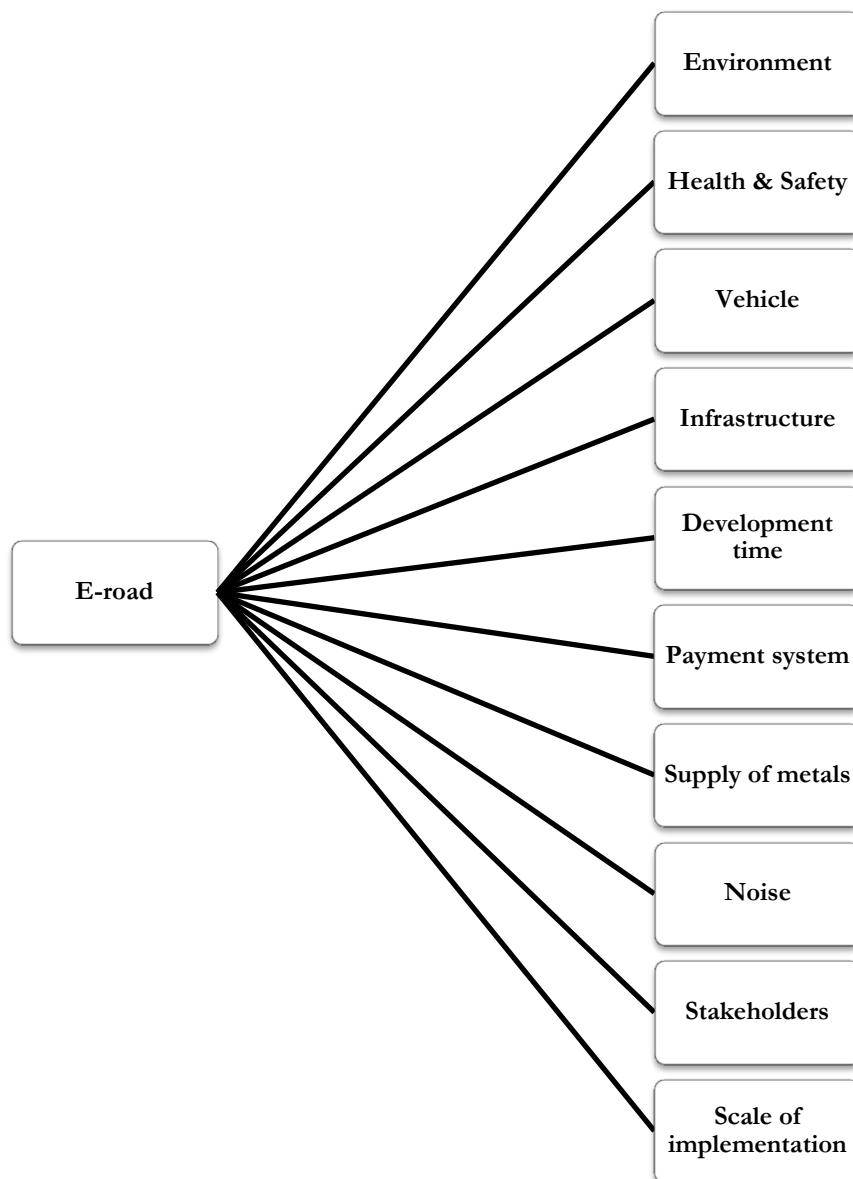 Environment
Health & Safety
Vehicle
Infrastructure
Development
time
E-road
Payment system
Supply of metals
Noise
Stakeholders
Scale of
implementation